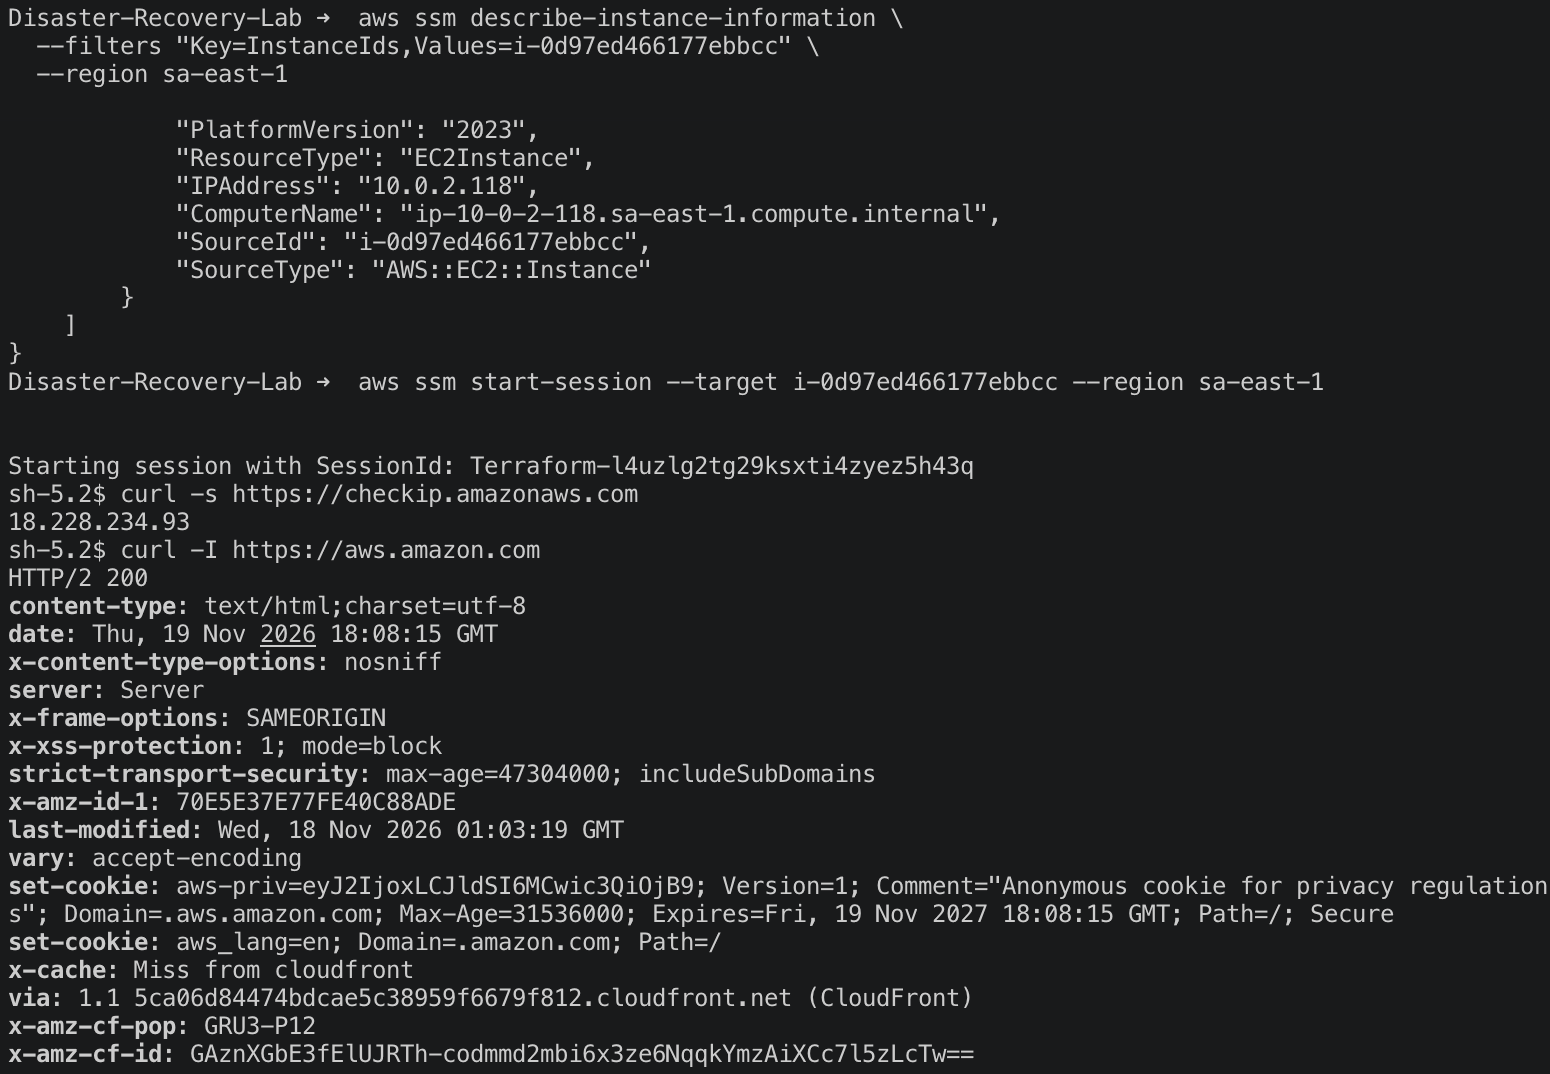 Disaster-Recovery-Lab ➜  aws ssm describe-instance-information \
  --filters "Key=InstanceIds,Values=i-0d97ed466177ebbcc" \
  --region sa-east-1
            "PlatformVersion": "2023",
            "ResourceType": "EC2Instance",
            "IPAddress": "10.0.2.118",
            "ComputerName": "ip-10-0-2-118.sa-east-1.compute.internal",
            "SourceId": "i-0d97ed466177ebbcc",
            "SourceType": "AWS::EC2::Instance"
        }
    ]
}
Disaster-Recovery-Lab ➜  aws ssm start-session --target i-0d97ed466177ebbcc --region sa-east-1
Starting session with SessionId: Terraform-l4uzlg2tg29ksxti4zyez5h43q
sh-5.2$ curl -s https://checkip.amazonaws.com
18.228.234.93
sh-5.2$ curl -I https://aws.amazon.com
HTTP/2 200
content-type: text/html;charset=utf-8
date: Thu, 19 Nov 2026 18:08:15 GMT
x-content-type-options: nosniff
server: Server
x-frame-options: SAMEORIGIN
x-xss-protection: 1; mode=block
strict-transport-security: max-age=47304000; includeSubDomains
x-amz-id-1: 70E5E37E77FE40C88ADE
last-modified: Wed, 18 Nov 2026 01:03:19 GMT
vary: accept-encoding
set-cookie: aws-priv=eyJ2IjoxLCJldSI6MCwic3QiOjB9; Version=1; Comment="Anonymous cookie for privacy regulation
s"; Domain=.aws.amazon.com; Max-Age=31536000; Expires=Fri, 19 Nov 2027 18:08:15 GMT; Path=/; Secure
set-cookie: aws_lang=en; Domain=.amazon.com; Path=/
x-cache: Miss from cloudfront
via: 1.1 5ca06d84474bdcae5c38959f6679f812.cloudfront.net (CloudFront)
x-amz-cf-pop: GRU3-P12
x-amz-cf-id: GAznXGbE3fElUJRTh-codmmd2mbi6x3ze6NqqkYmzAiXCc7l5zLcTw==